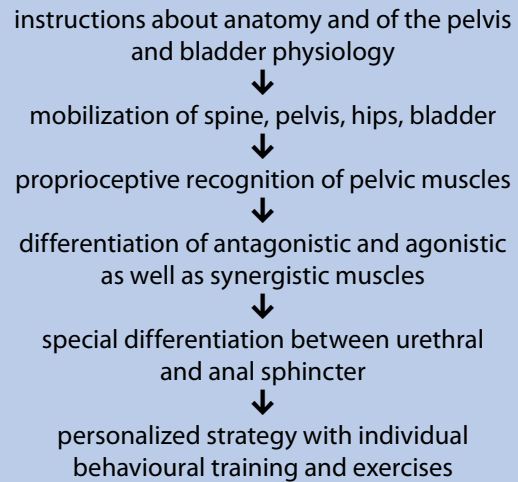 instructions about anatomy and of the pelvis
and bladder physiology
↓
mobilization of spine, pelvis, hips, bladder
↓
proprioceptive recognition of pelvic muscles
↓
differentiation of antagonistic and agonistic
as well as synergistic muscles
↓
special differentiation between urethral
and anal sphincter
↓
personalized strategy with individual
behavioural training and exercises